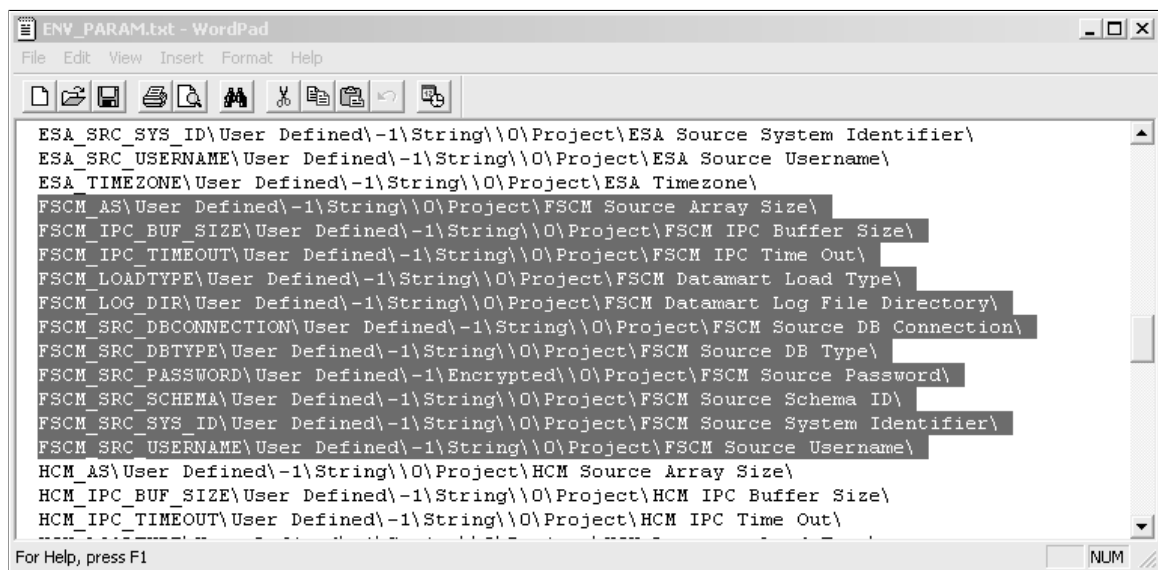 ENV_PARAM.txt - WordPad
File Edit View Insert Format Help
ESA_SRC_SYS_ID\User Defined\-1\String\\0\Project\ESA Source System Identifier\
ESA_SRC_USERNAME\User Defined\-1\String\\0\Project\ESA Source Username\
ESA_TIMEZONE\User Defined\-1\String\\0\Project\ESA Timezone\
FSCM_AS\User Defined\-1\String\\0\Project\FSCM Source Array Size\
FSCM_IPC_BUF_SIZE\User Defined\-1\String\\0\Project\FSCM IPC Buffer Size\
FSCM_IPC_TIMEOUT\User Defined\-1\String\\0\Project\FSCM IPC Time Out\
FSCM_LOADTYPE\User Defined\-1\String\\0\Project\FSCM Datamart Load Type\
FSCM_LOG_DIR\User Defined\-1\String\\0\Project\FSCM Datamart Log File Directory\
FSCM_SRC_DBCONNECTION\User Defined\-1\String\\0\Project\FSCM Source DB Connection\
FSCM_SRC_DBTYPE\User Defined\-1\String\\0\Project\FSCM Source DB Type\
FSCM_SRC_PASSWORD\User Defined\-1\Encrypted\\0\Project\FSCM Source Password\
FSCM_SRC_SCHEMA\User Defined\-1\String\\0\Project\FSCM Source Schema ID\
FSCM_SRC_SYS_ID\User Defined\-1\String\\0\Project\FSCM Source System Identifier\
FSCM_SRC_USERNAME\User Defined\-1\String\\0\Project\FSCM Source Username\
HCM_AS\User Defined\-1\String\\0\Project\HCM Source Array Size\
HCM_IPC_BUF_SIZE\User Defined\-1\String\\0\Project\HCM IPC Buffer Size\
HCM_IPC_TIMEOUT\User Defined\-1\String\\0\Project\HCM IPC Time Out\
For Help, press F1
NUM